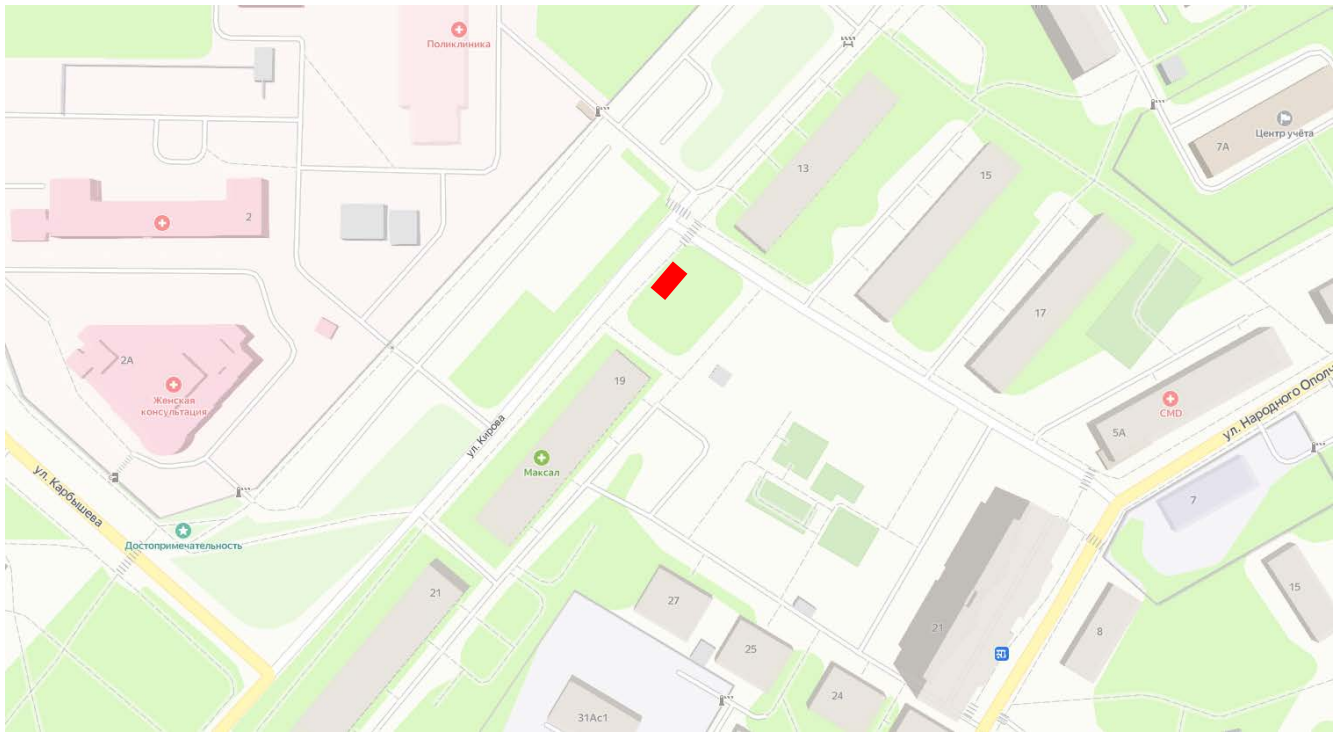 Поликлиника
Центр учёта
7А
13
15
2
17
2А
Женская
консультация
19
CMD
5А
ул. Народного Ополч
ул. Кирова
Максал
ул. Карбышева
7
Достопримечательность
21
27
15
21
8
25
24
31Ас1